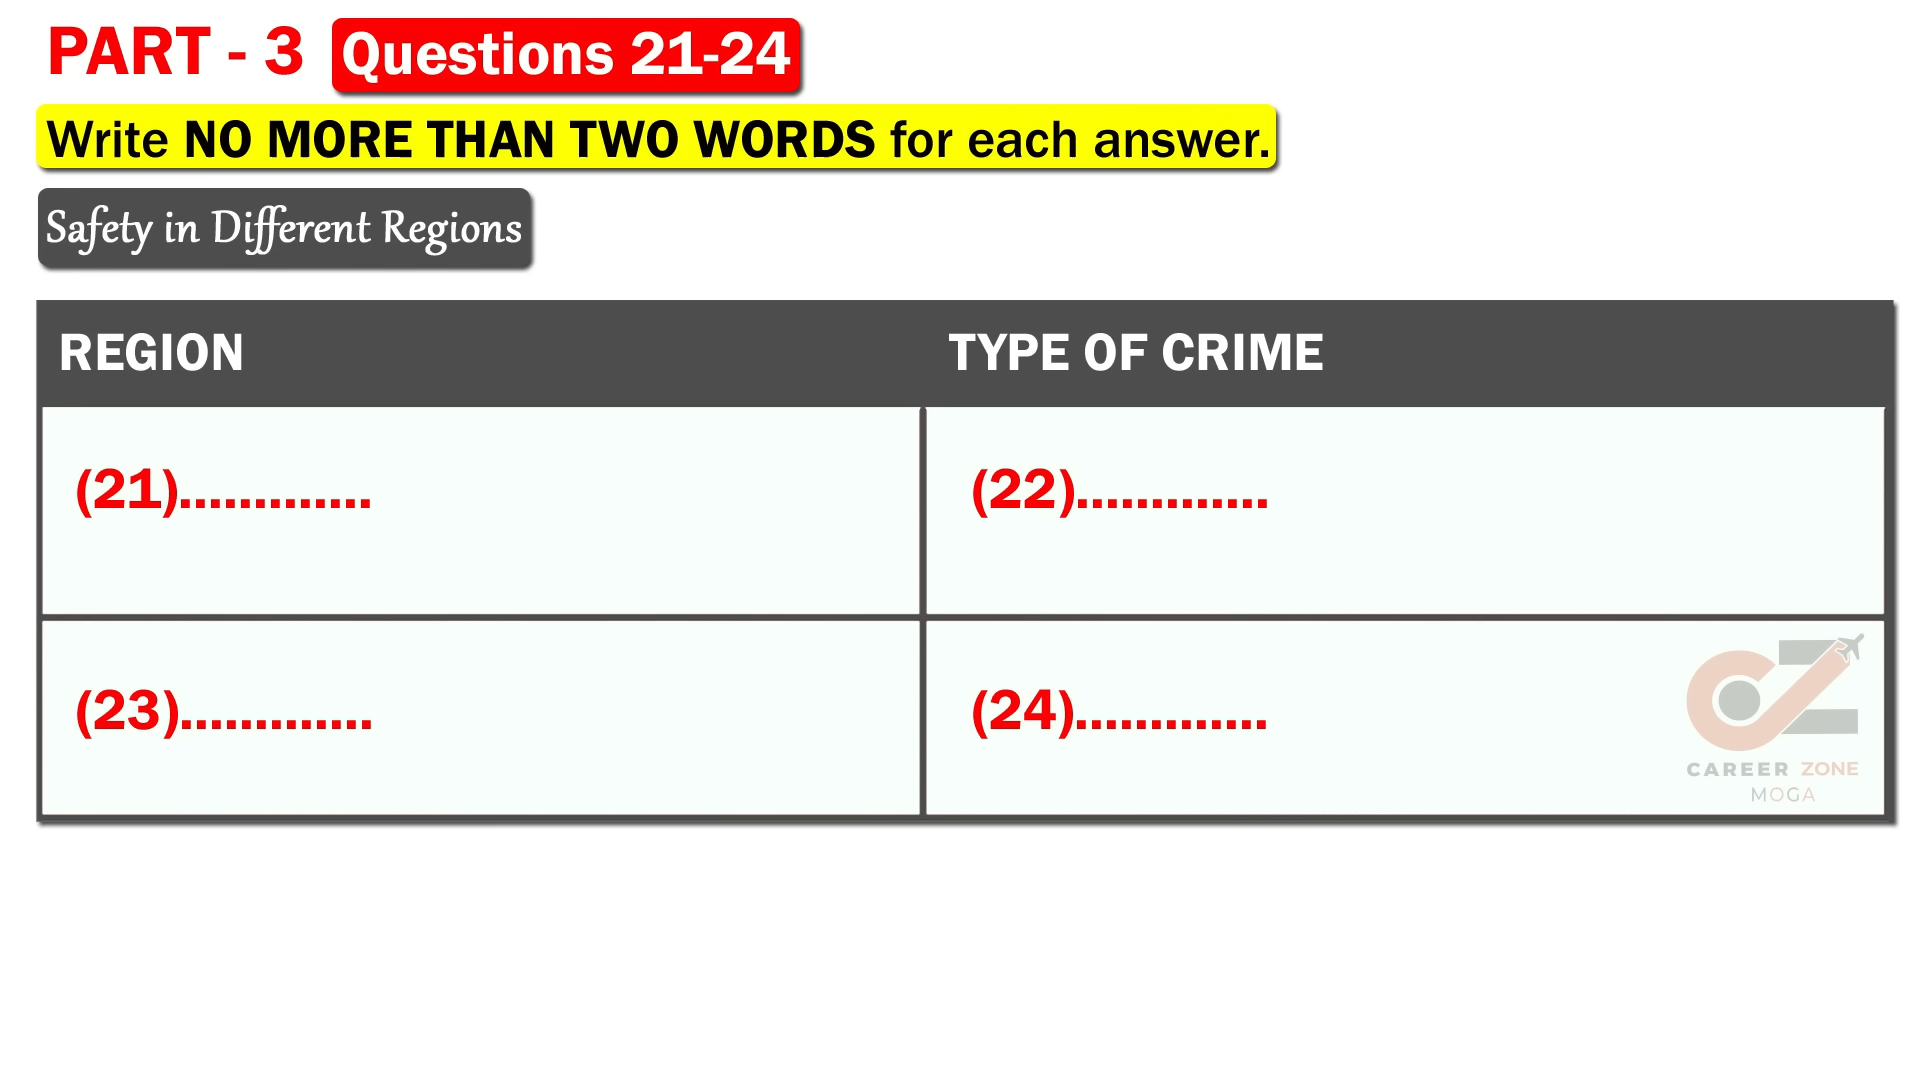 PART - 3 Questions 21-24
Write NO MORE THAN TWO WORDS for each answer.
Safety in Different Regions
REGION TYPE OF CRIME
(21)............. (22).............
(23)............. (24).............
CAREER ZONE
MOGA